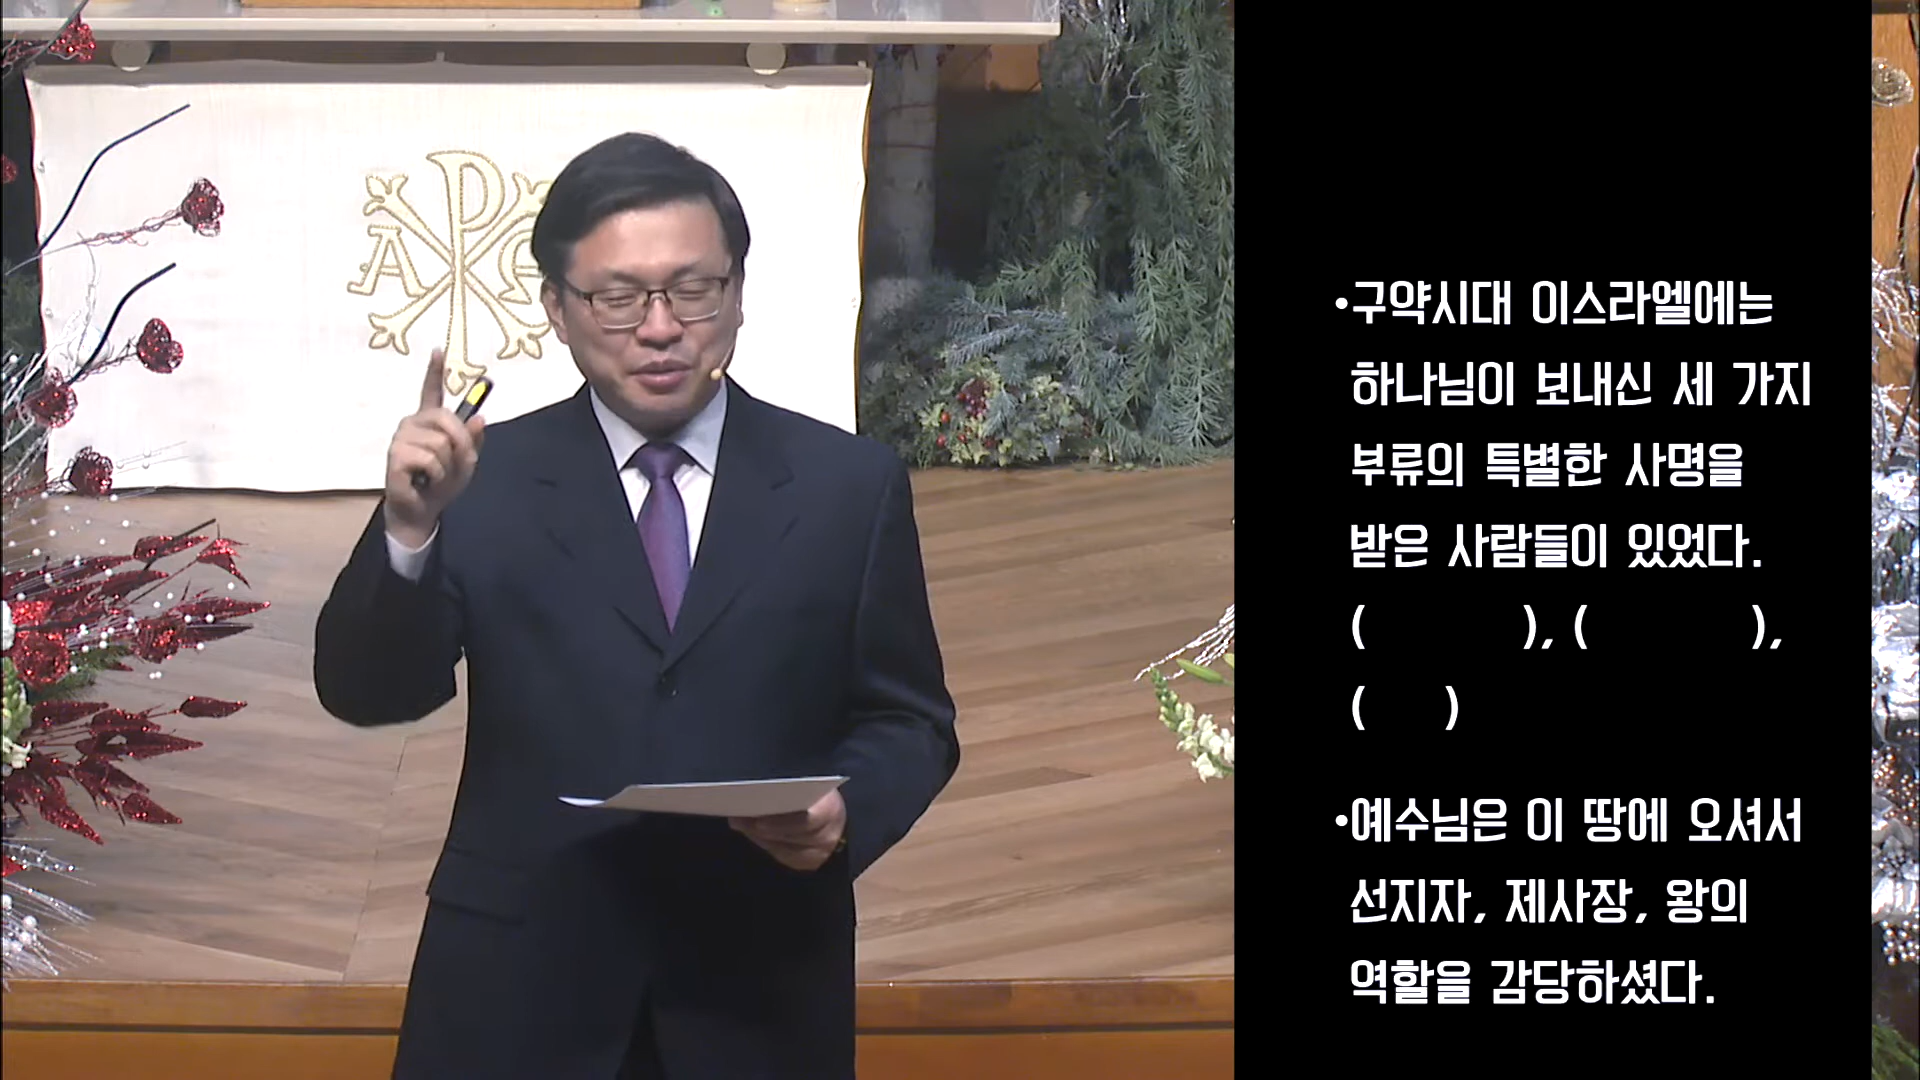 •구약시대 이스라엘에는
하나님이 보내신 세 가지
부류의 특별한 사명을
받은 사람들이 있었다.
(          ), (          ),
(     )
•예수님은 이 땅에 오셔서
선지자, 제사장, 왕의
역할을 감당하셨다.